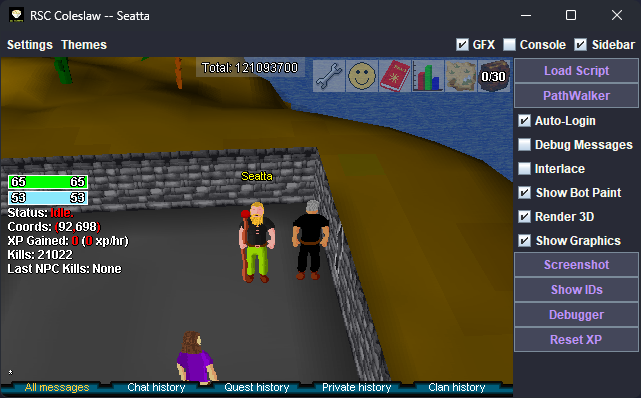 RSC Coleslaw -- Seatta
Settings Themes
GFX Console Sidebar
Total: 121093700
0/30
Load Script
PathWalker
Auto-Login
Debug Messages
Interlace
Show Bot Paint
Render 3D
Show Graphics
Screenshot
Show IDs
Debugger
Reset XP
Seatta
65 65
53 53
Status: Idle.
Coords: (92 698)
XP Gained: 0 (0 xp/hr)
Kills: 21022
Last NPC Kills: None
*
All messages Chat history Quest history Private history Clan history